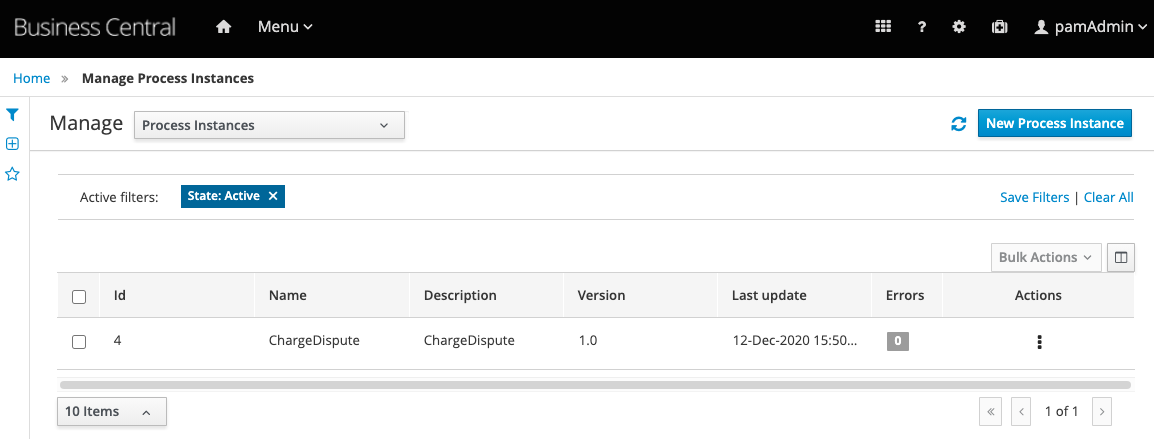 Business Central Menu ? pamAdmin
Home » Manage Process Instances
Manage Process Instances New Process Instance
Active filters: State: Active × Save Filters | Clear All
Bulk Actions
Id Name Description Version Last update Errors Actions
4 ChargeDispute ChargeDispute 1.0 12-Dec-2020 15:50... 0
10 Items « ‹ 1 of 1 ›